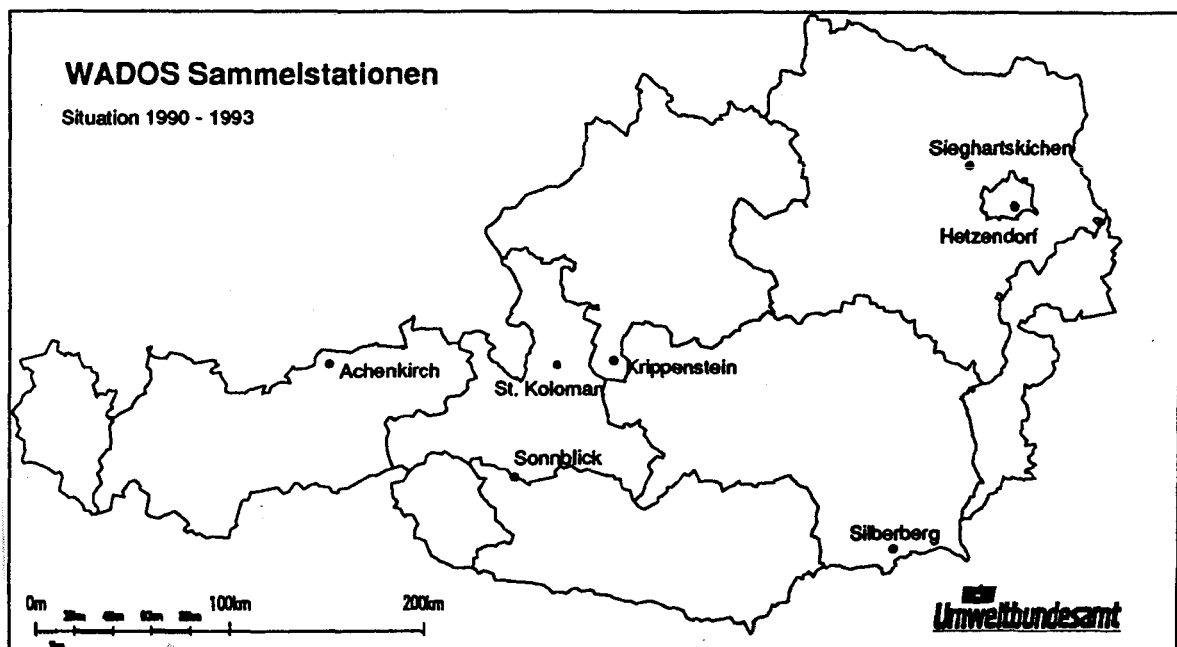 WADOS Sammelstationen
Situation 1990 - 1993
Sieghartskichen
Hetzendorf
Achenkirch
St. Koloman
Krippenstein
Sonnblick
Silberberg
0m
100km
200km
Umweltbundesamt